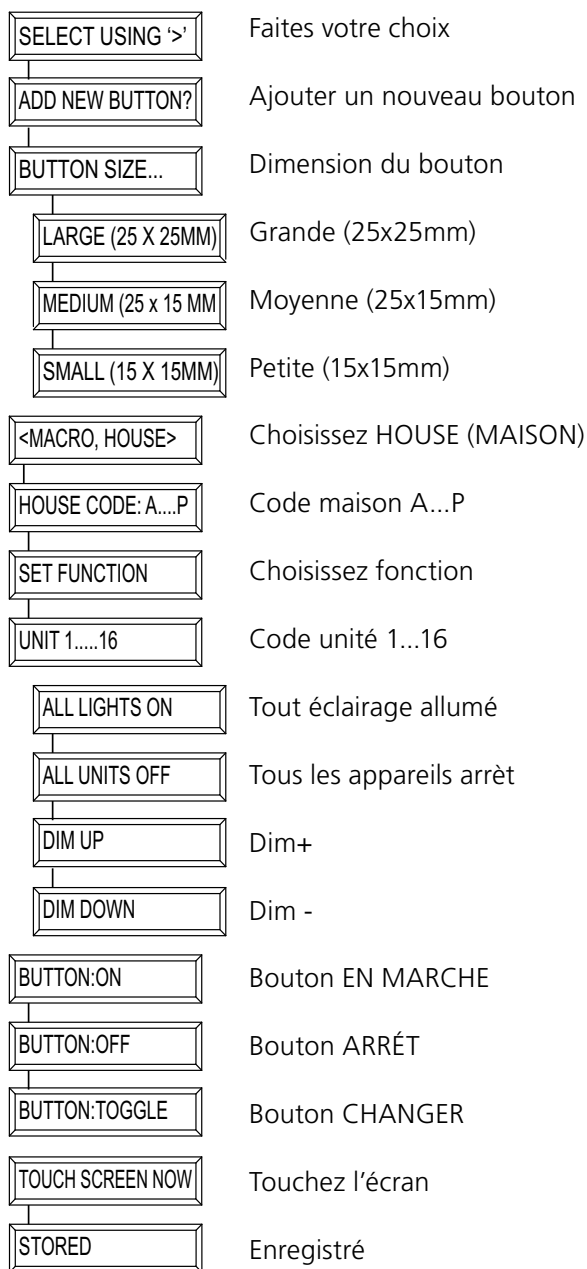 SELECT USING ‘>’ Faites votre choix
ADD NEW BUTTON? Ajouter un nouveau bouton
BUTTON SIZE... Dimension du bouton
LARGE (25 X 25MM) Grande (25x25mm)
MEDIUM (25 x 15 MM Moyenne (25x15mm)
SMALL (15 X 15MM) Petite (15x15mm)
<MACRO, HOUSE> Choisissez HOUSE (MAISON)
HOUSE CODE: A....P Code maison A...P
SET FUNCTION Choisissez fonction
UNIT 1.....16 Code unité 1...16
ALL LIGHTS ON Tout éclairage allumé
ALL UNITS OFF Tous les appareils arrèt
DIM UP Dim+
DIM DOWN Dim -
BUTTON:ON Bouton EN MARCHE
BUTTON:OFF Bouton ARRÉT
BUTTON:TOGGLE Bouton CHANGER
TOUCH SCREEN NOW Touchez l’écran
STORED Enregistré